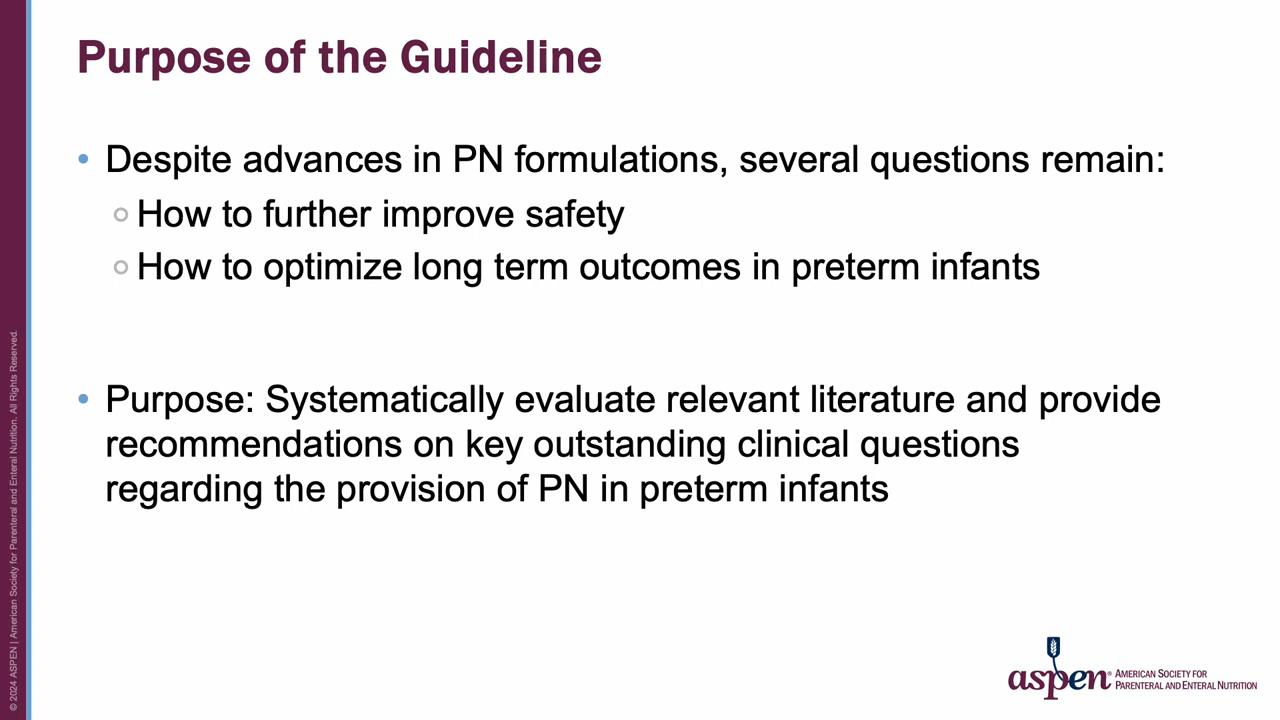 Purpose of the Guideline
• Despite advances in PN formulations, several questions remain:
○ How to further improve safety
○ How to optimize long term outcomes in preterm infants
• Purpose: Systematically evaluate relevant literature and provide
recommendations on key outstanding clinical questions
regarding the provision of PN in preterm infants
© 2024 ASPEN | American Society for Parenteral and Enteral Nutrition. All Rights Reserved.
aspen® AMERICAN SOCIETY FOR
PARENTERAL AND ENTERAL NUTRITION